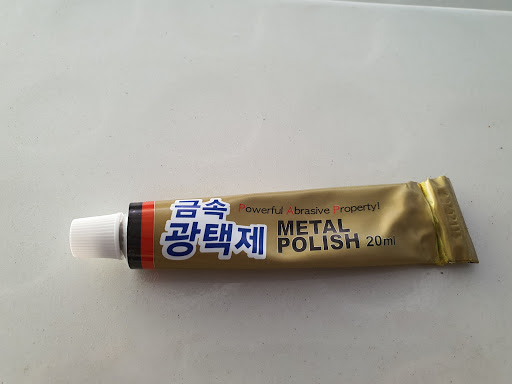 금속
광택제
Powerful Abrasive Property!
METAL
POLISH 20ml